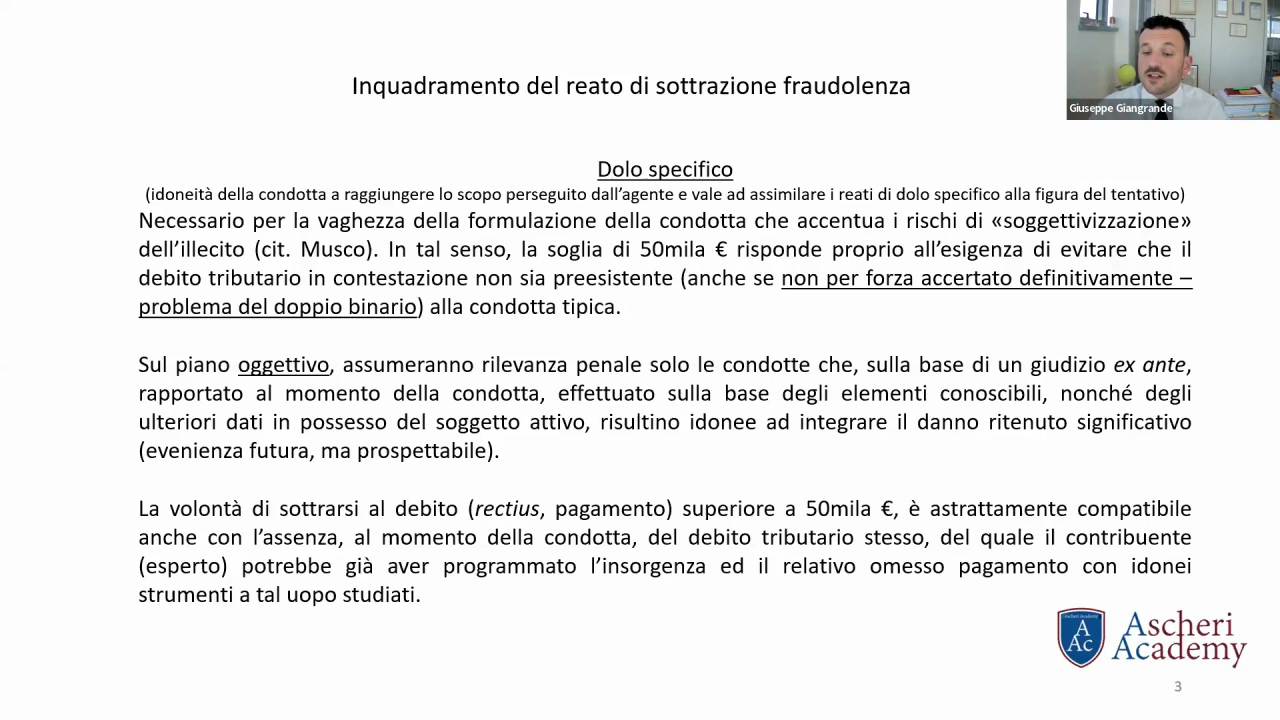 Inquadramento del reato di sottrazione fraudolenza
Giuseppe Giangrande
Dolo specifico
(idoneità della condotta a raggiungere lo scopo perseguito dall’agente e vale ad assimilare i reati di dolo specifico alla figura del tentativo)
Necessario per la vaghezza della formulazione della condotta che accentua i rischi di «soggettivizzazione»
dell’illecito (cit. Musco). In tal senso, la soglia di 50mila € risponde proprio all’esigenza di evitare che il
debito tributario in contestazione non sia preesistente (anche se non per forza accertato definitivamente –
problema del doppio binario) alla condotta tipica.
Sul piano oggettivo, assumeranno rilevanza penale solo le condotte che, sulla base di un giudizio ex ante,
rapportato al momento della condotta, effettuato sulla base degli elementi conoscibili, nonché degli
ulteriori dati in possesso del soggetto attivo, risultino idonee ad integrare il danno ritenuto significativo
(evenienza futura, ma prospettabile).
La volontà di sottrarsi al debito (rectius, pagamento) superiore a 50mila €, è astrattamente compatibile
anche con l’assenza, al momento della condotta, del debito tributario stesso, del quale il contribuente
(esperto) potrebbe già aver programmato l’insorgenza ed il relativo omesso pagamento con idonei
strumenti a tal uopo studiati.
Ascheri Academy
A
Ac
Ascheri
Academy
3